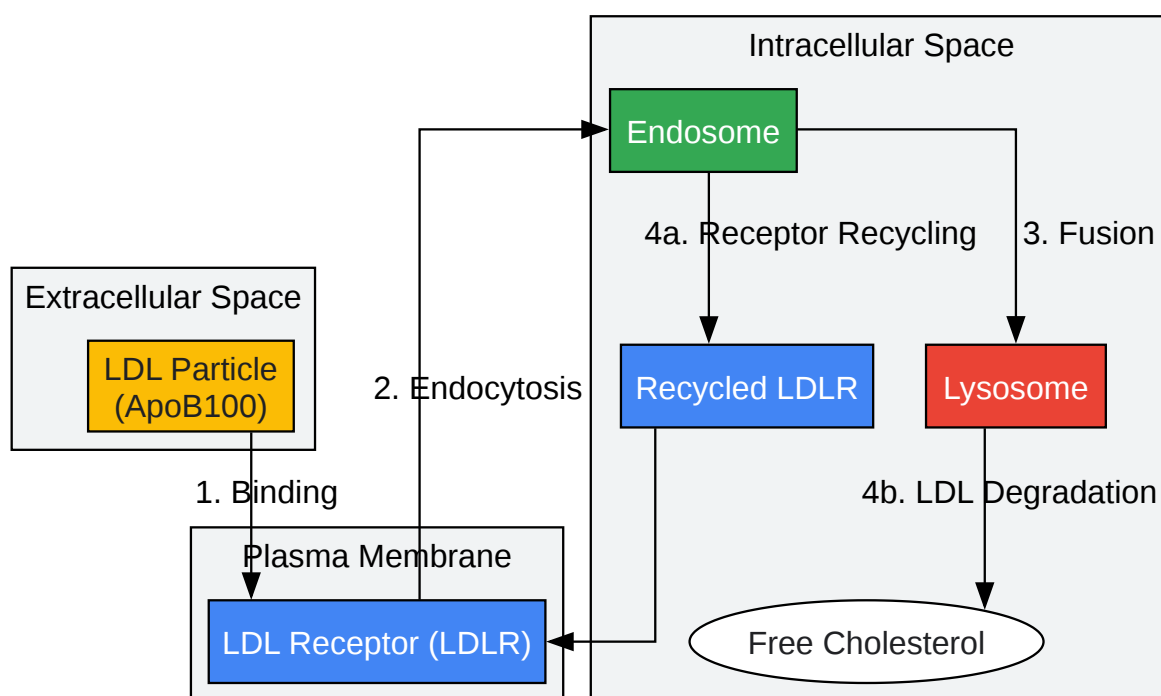 Intracellular Space
Endosome
4a. Receptor Recycling
3. Fusion
Extracellular Space
LDL Particle
(ApoB100)
2. Endocytosis
Recycled LDLR
Lysosome
1. Binding
4b. LDL Degradation
Plasma Membrane
LDL Receptor (LDLR)
Free Cholesterol